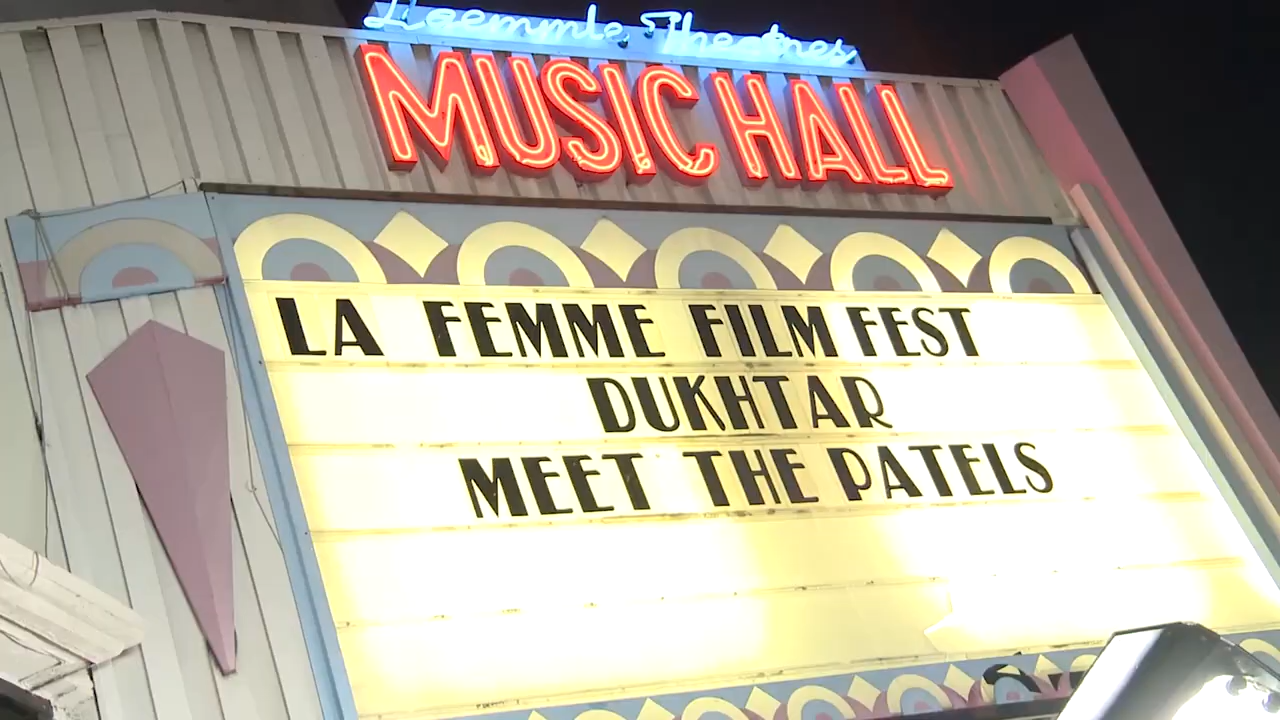 Laemmle Theatres
MUSIC HALL
LA FEMME FILM FEST
DUKHTAR
MEET THE PATELS